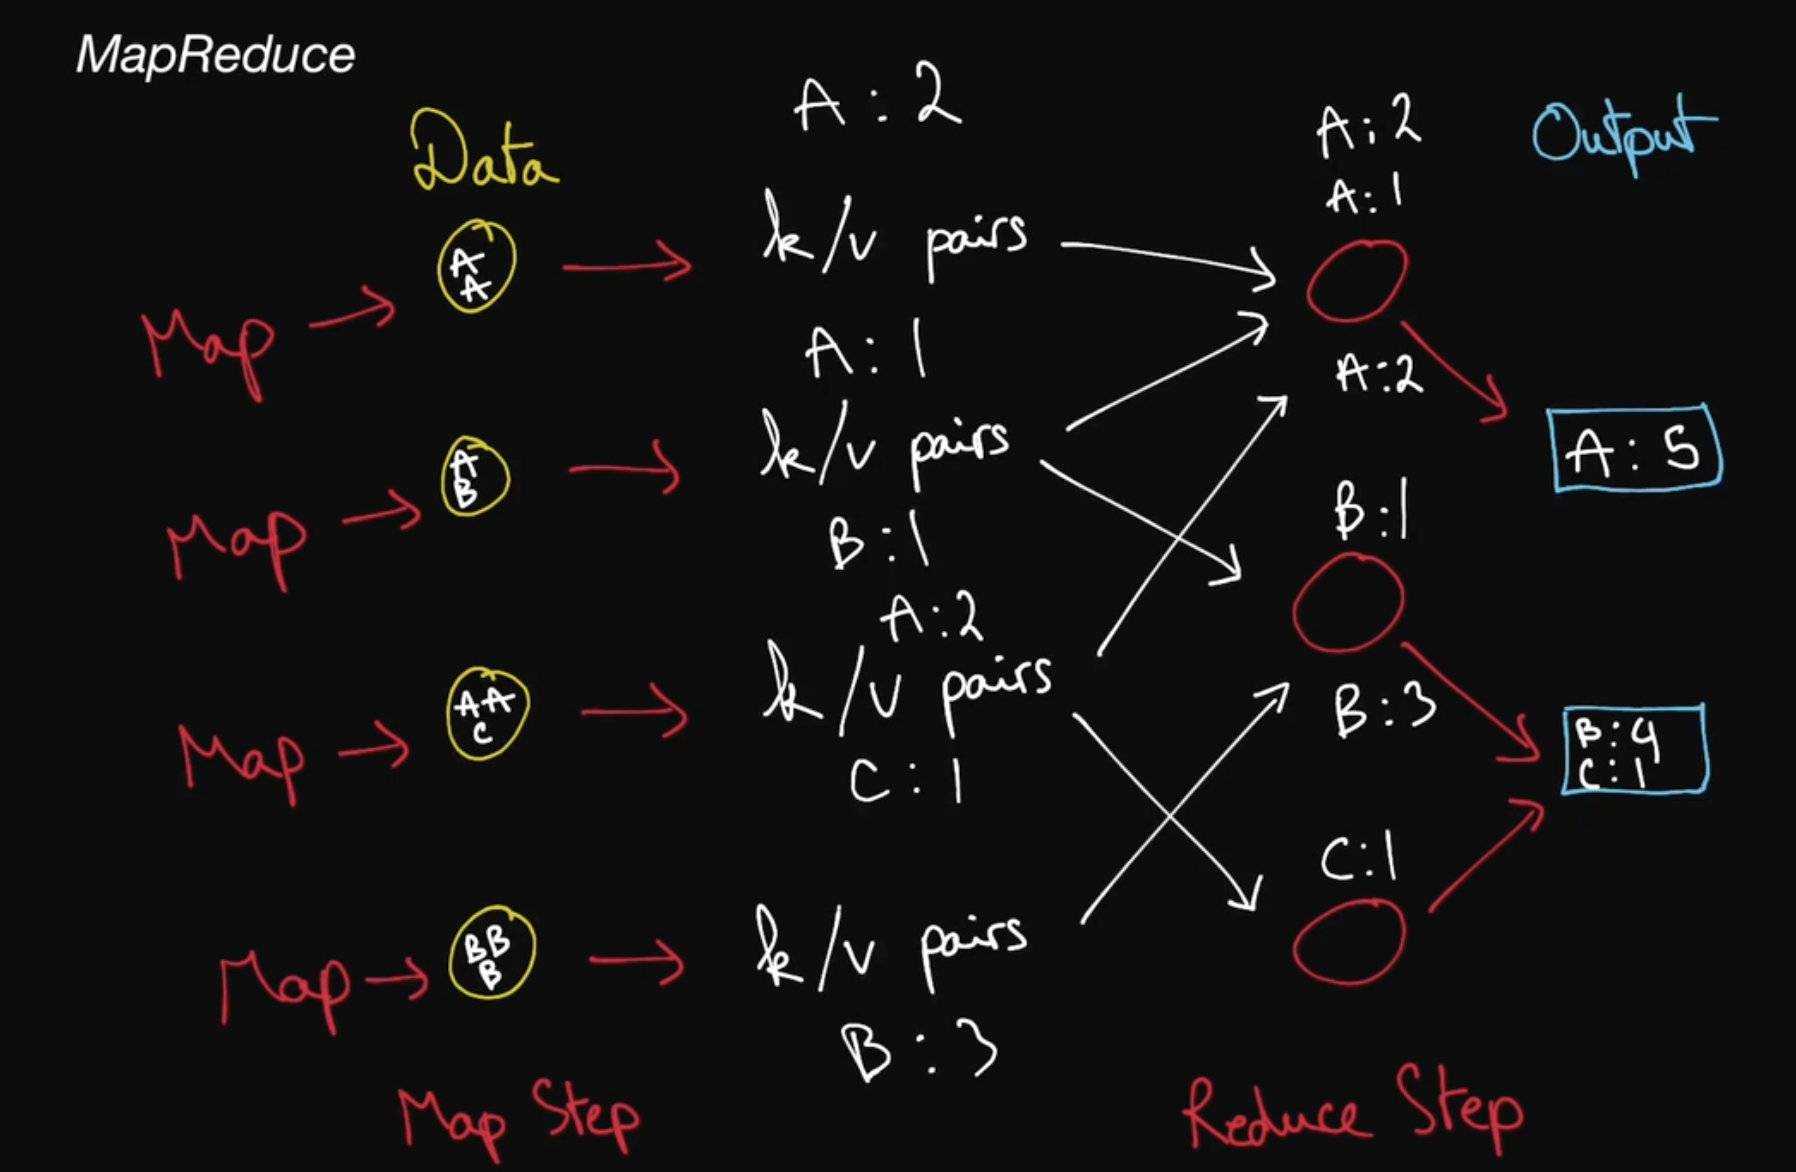 MapReduce
Data
A : 2
A : 2
A : 1
Output
A
A
k/v pairs
Map
A : 1
A : 2
A
B
k/v pairs
A : 5
Map
B : 1
B : 1
A : 2
A A
C
k/v pairs
B : 3
Map
C : 1
B : 4
C : 1
C : 1
B B
B
k/v pairs
Map
B : 3
Map Step
Reduce Step